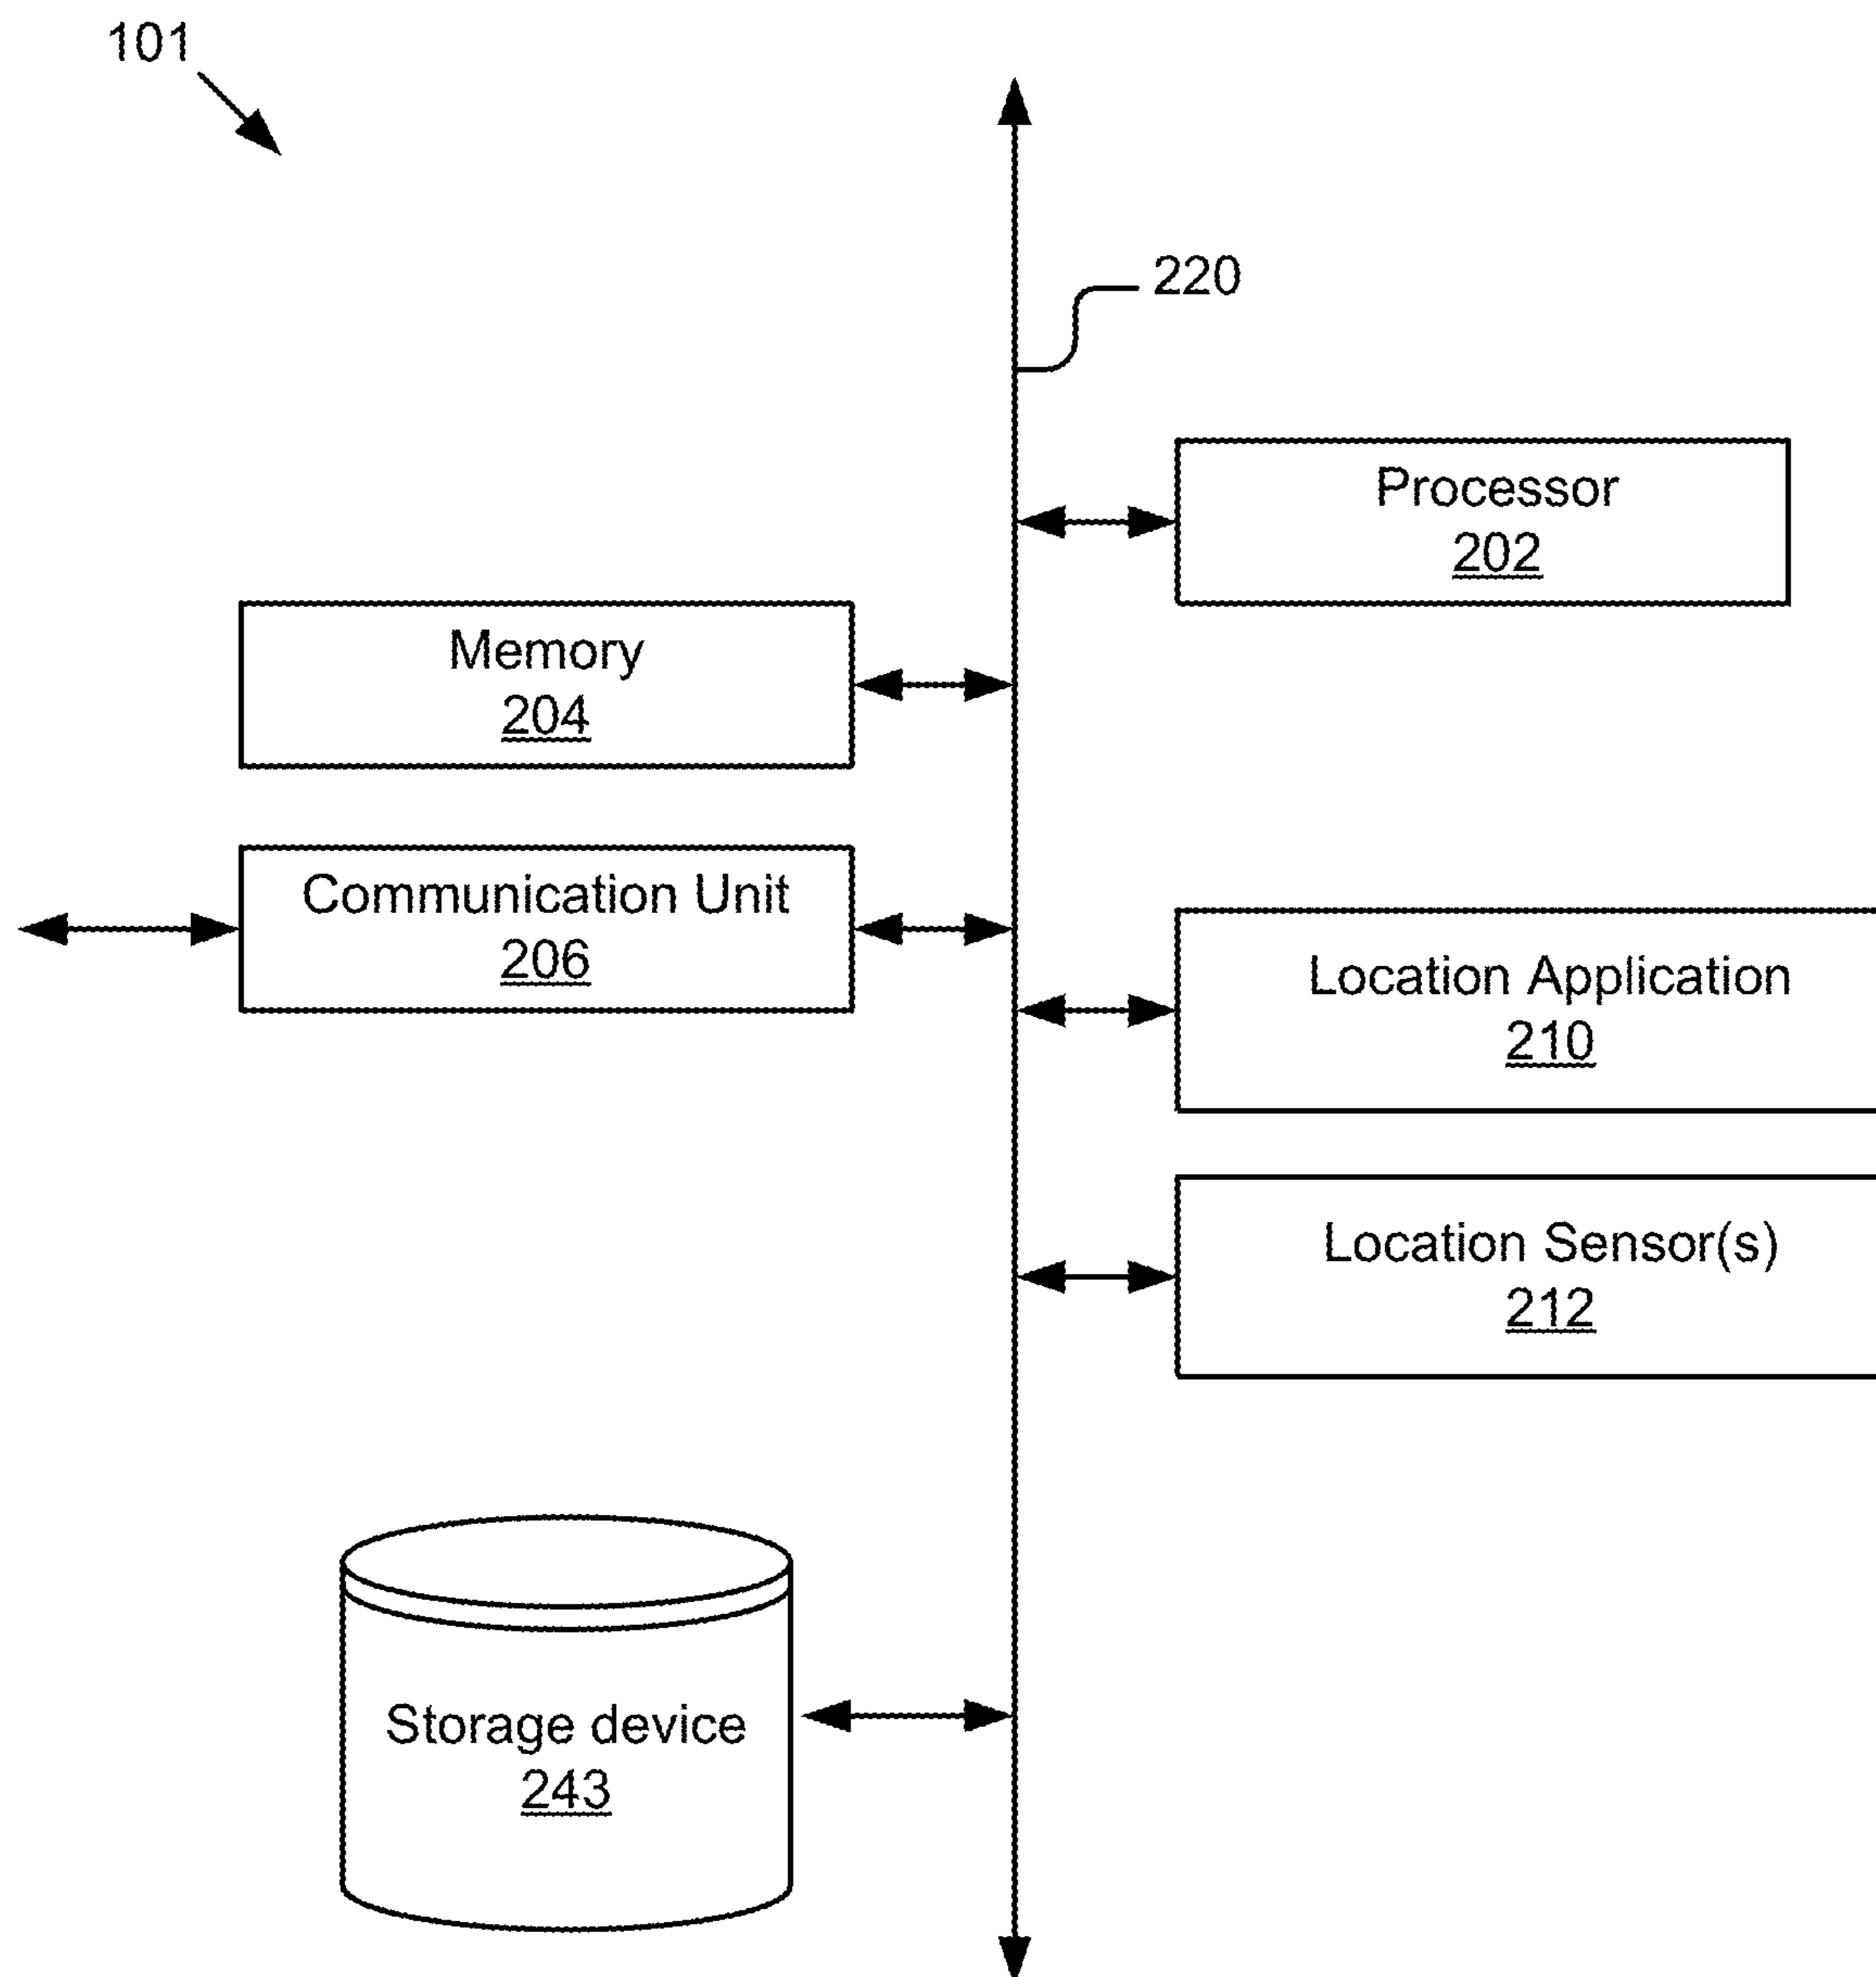 101
220
Processor
202
Memory
204
Communication Unit
206
Location Application
210
Location Sensor(s)
212
Storage device
243